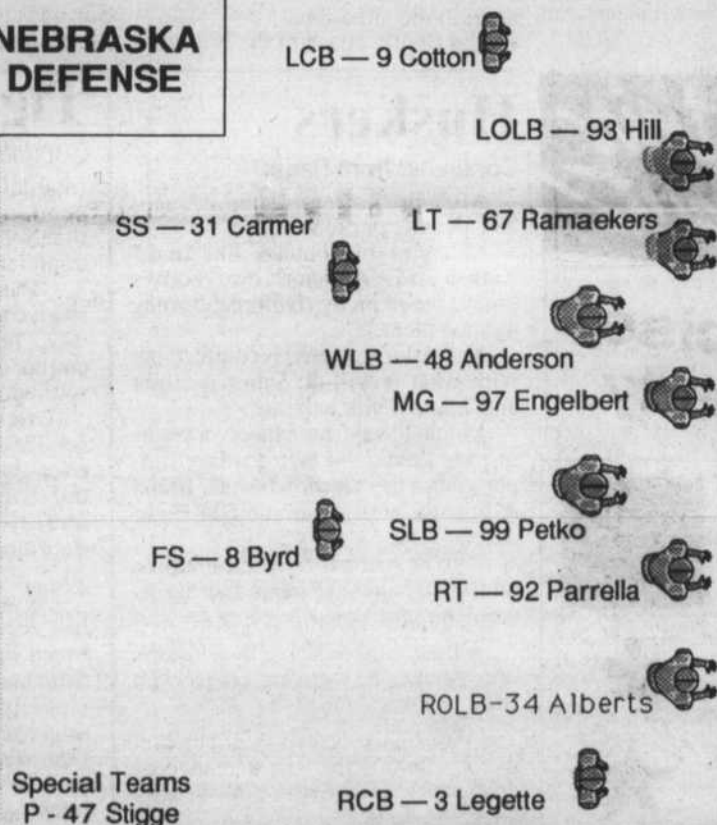 NEBRASKA
DEFENSE
LCB — 9 Cotton
LOLB — 93 Hill
SS — 31 Carmer
LT — 67 Ramaekers
WLB — 48 Anderson
MG — 97 Engelbert
SLB — 99 Petko
FS — 8 Byrd
RT — 92 Parrella
ROLB-34 Alberts
Special Teams
P - 47 Stigge
RCB — 3 Legette